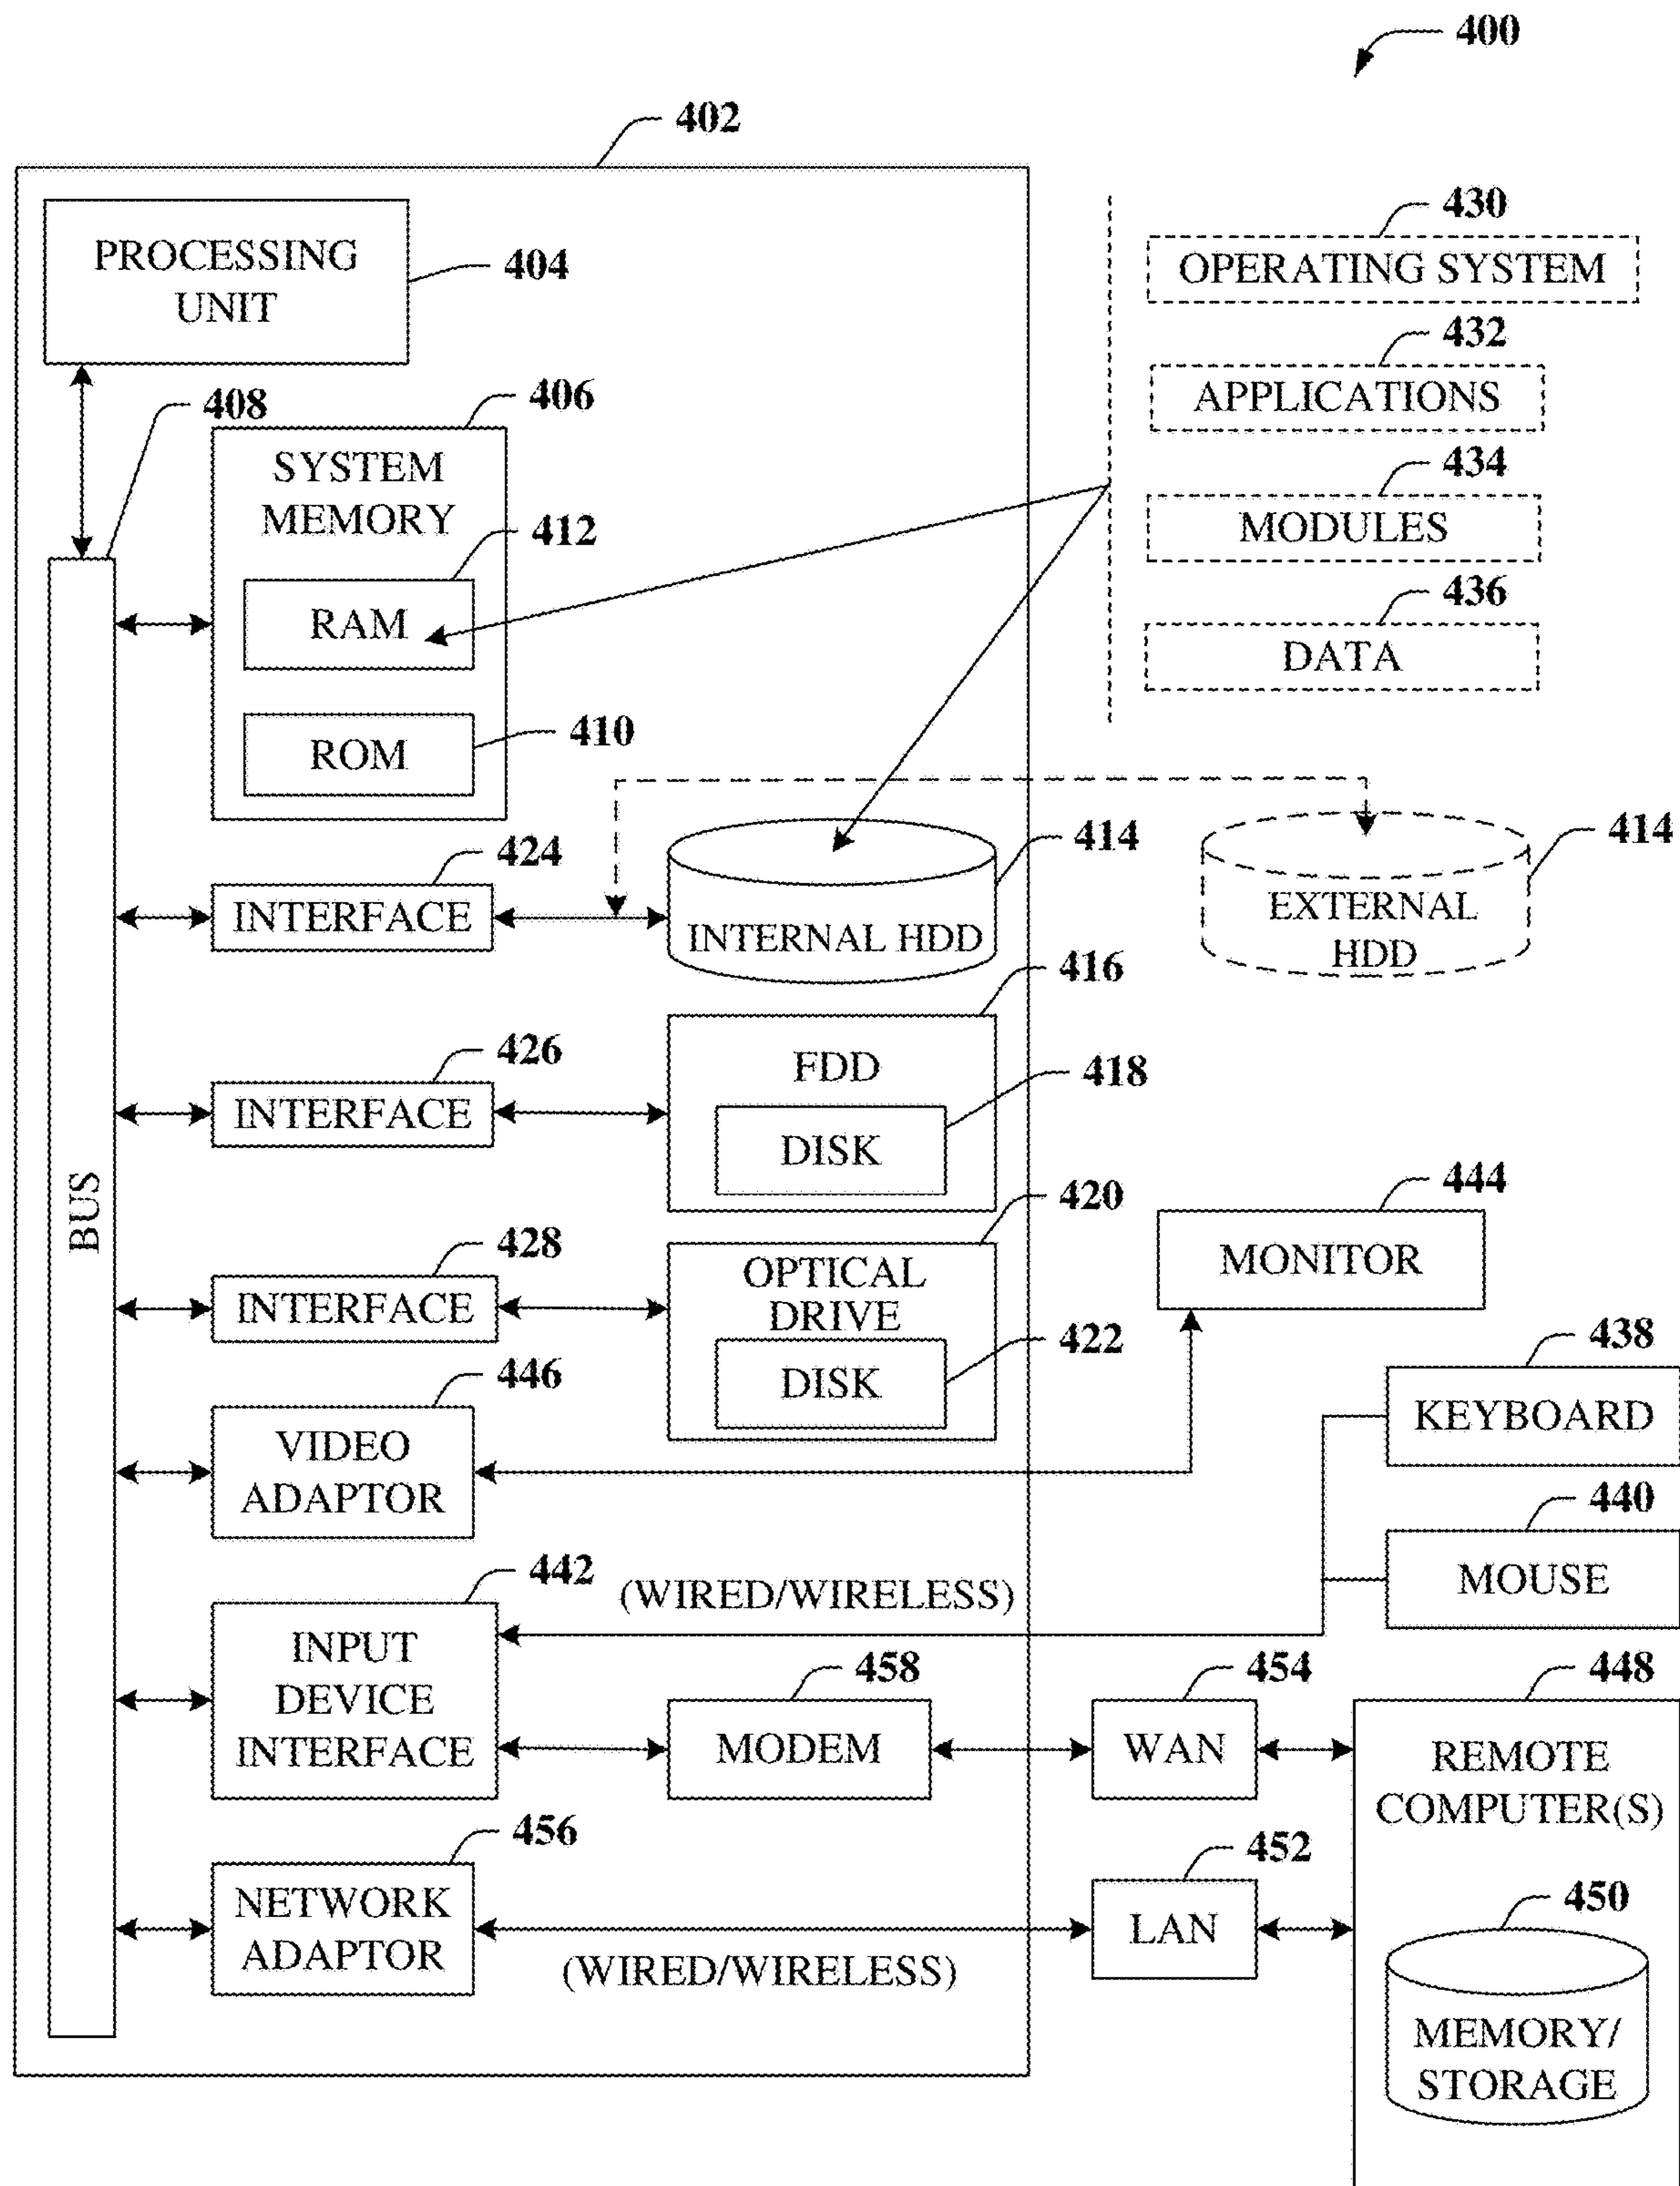 400
402
PROCESSING
UNIT
404
408
406
SYSTEM
MEMORY
412
RAM
ROM
410
430
OPERATING SYSTEM
432
APPLICATIONS
434
MODULES
436
DATA
424
INTERFACE
414
INTERNAL HDD
414
EXTERNAL
HDD
426
INTERFACE
416
FDD
418
DISK
BUS
428
INTERFACE
420
OPTICAL
DRIVE
422
DISK
444
MONITOR
446
VIDEO
ADAPTOR
438
KEYBOARD
440
MOUSE
442
(WIRED/WIRELESS)
INPUT
DEVICE
INTERFACE
458
MODEM
454
WAN
448
REMOTE
COMPUTER(S)
456
NETWORK
ADAPTOR
(WIRED/WIRELESS)
452
LAN
450
MEMORY/
STORAGE